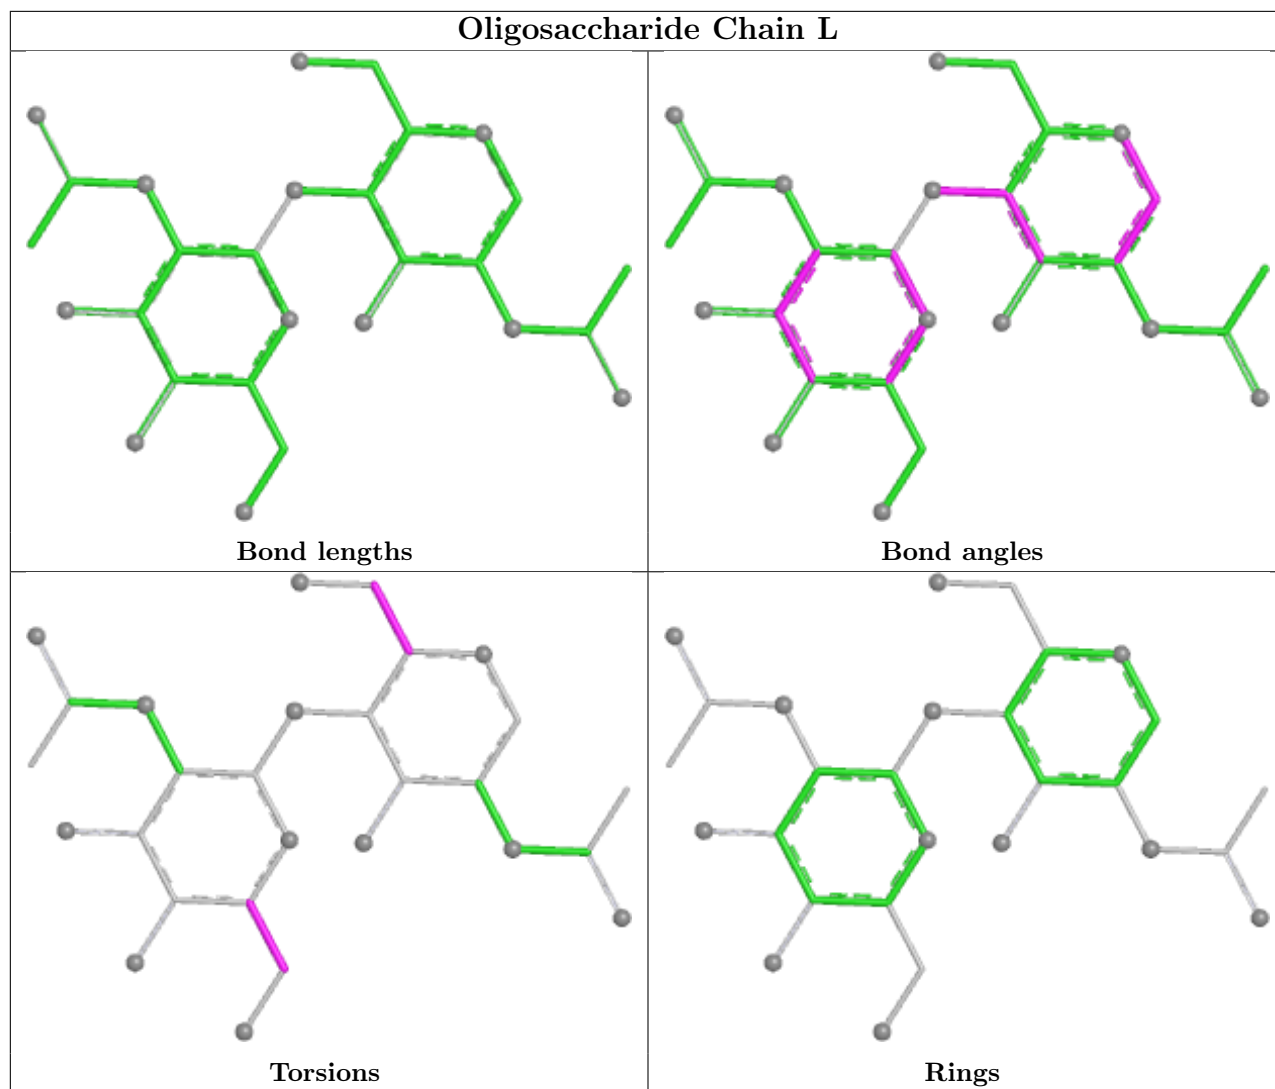 Oligosaccharide Chain L
Bond lengths
Bond angles
Torsions
Rings